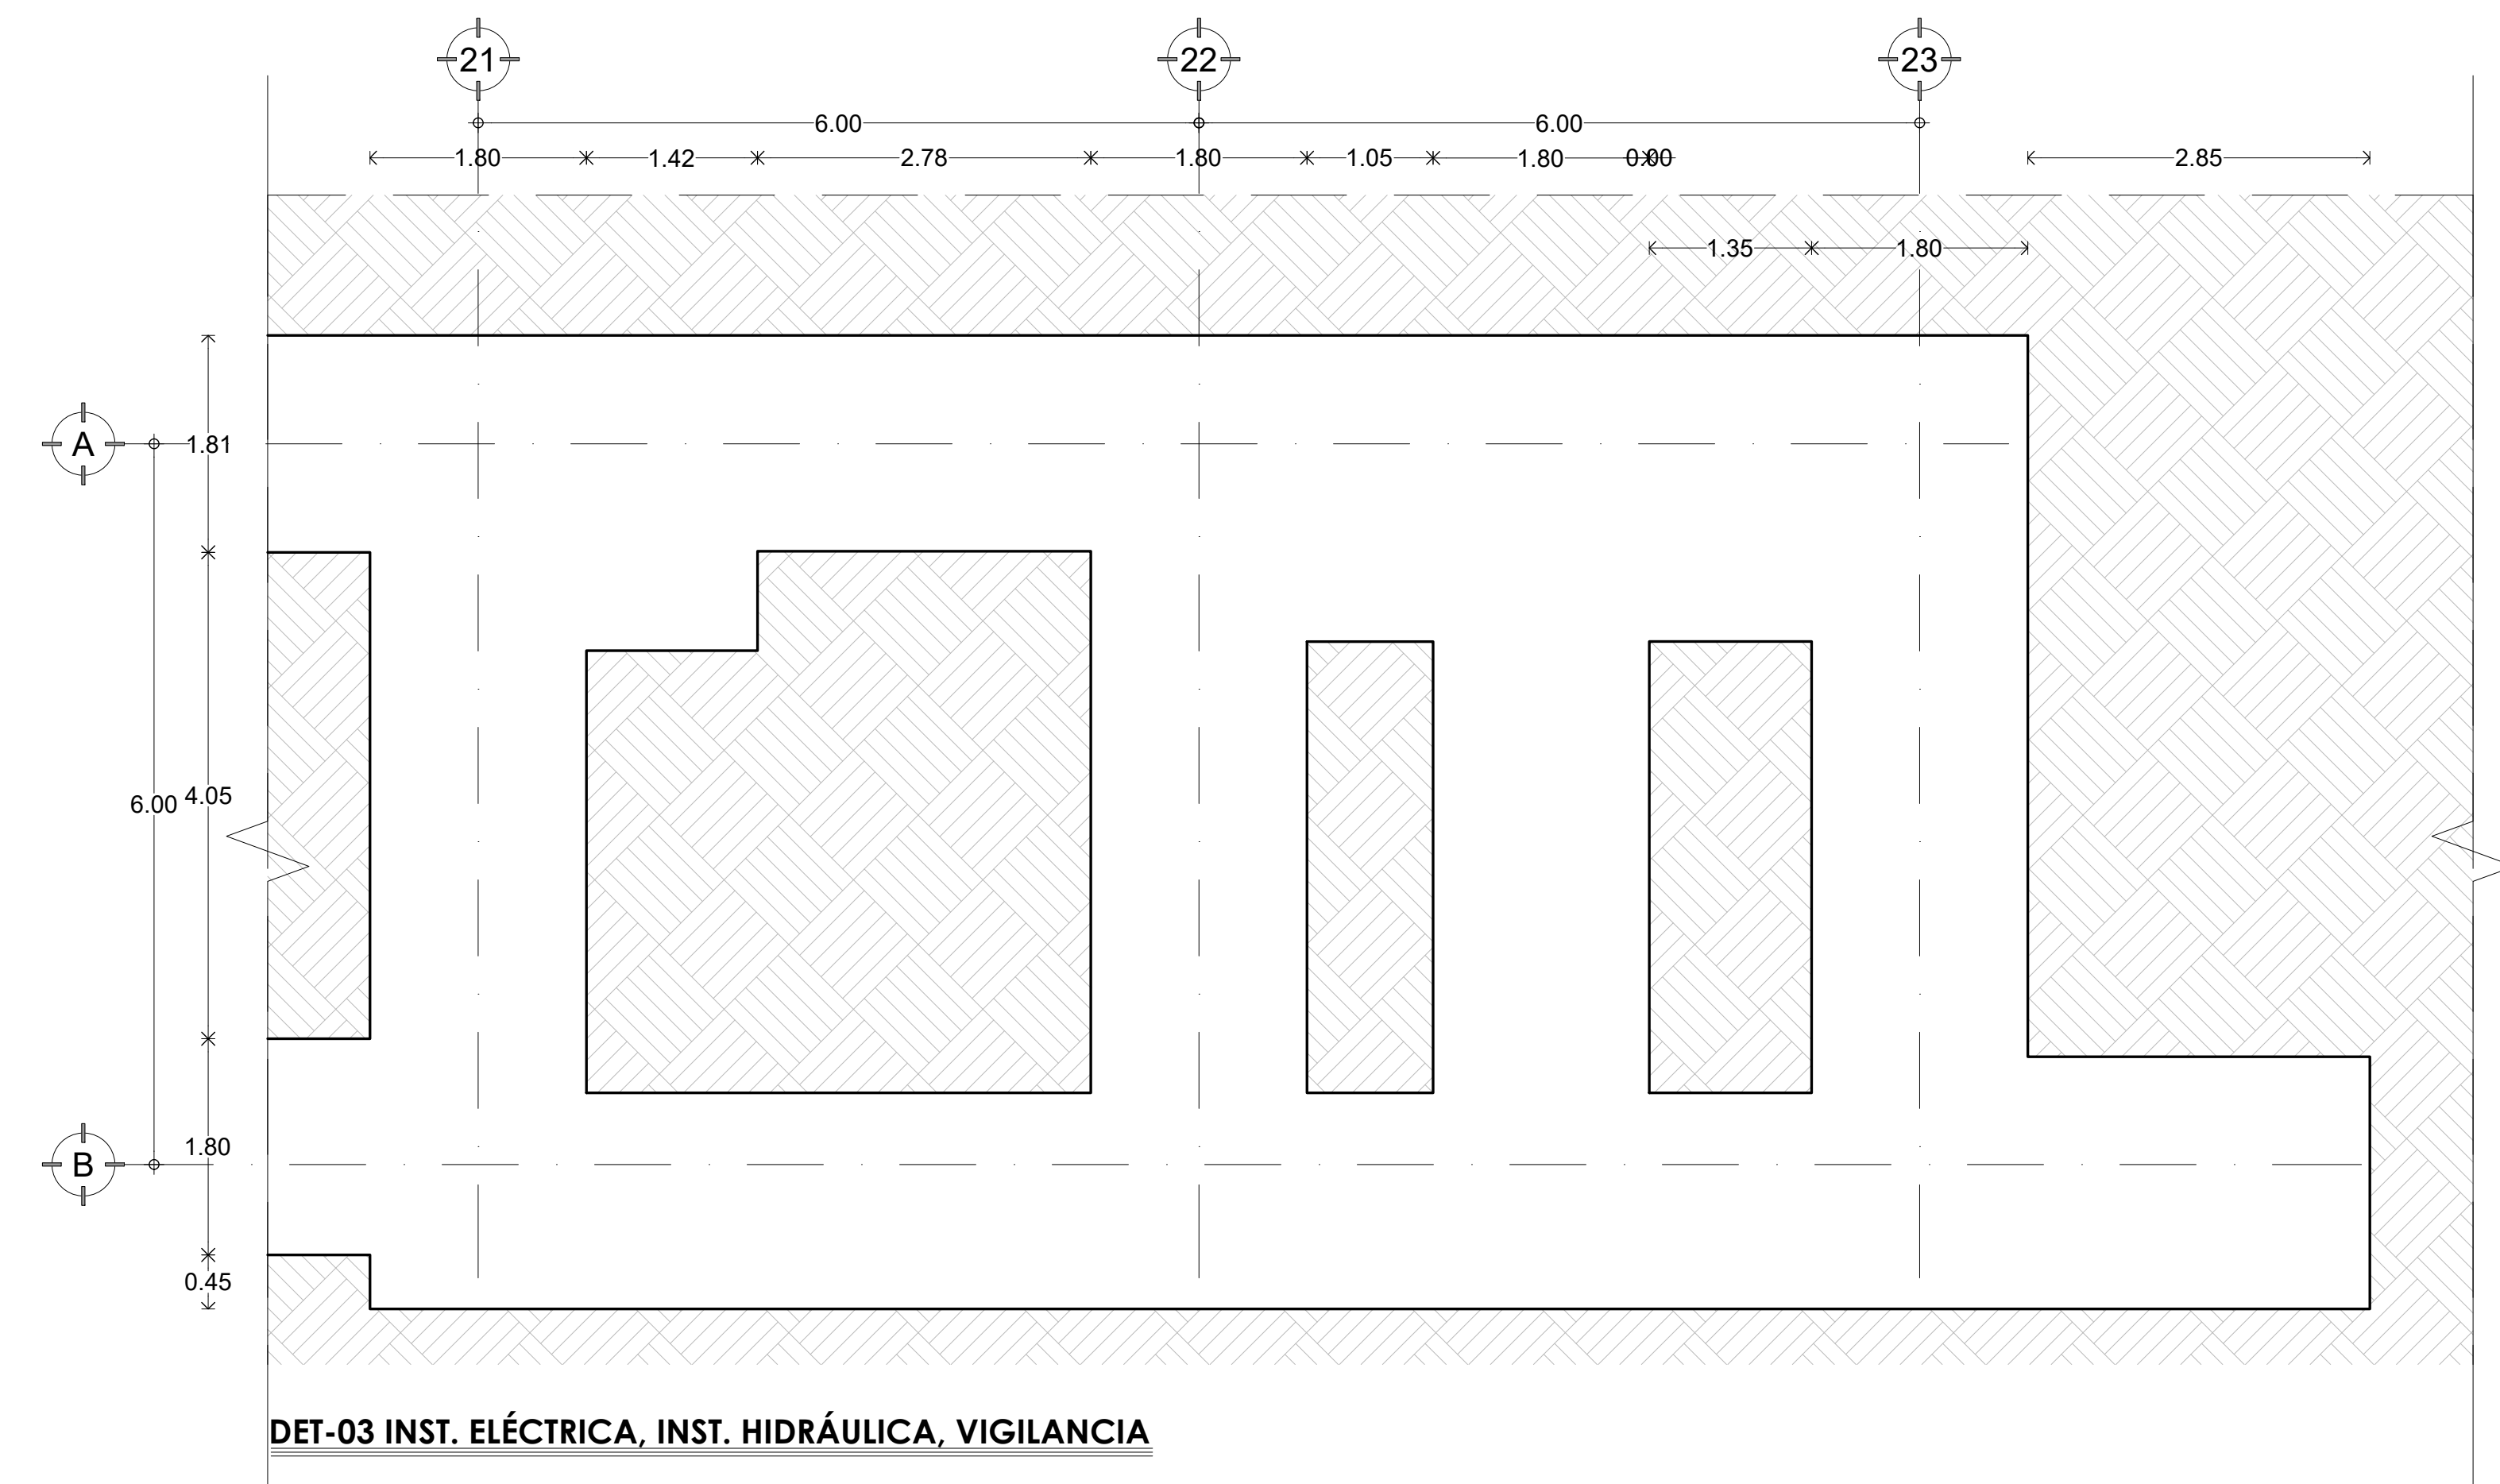 21 22 23
6.00 6.00
1.80 1.42 2.78 1.80 1.05 1.80 0.00 2.85
1.35 1.80
A
1.81
4.05
6.00
B
1.80
0.45
DET-03 INST. ELÉCTRICA, INST. HIDRÁULICA, VIGILANCIA